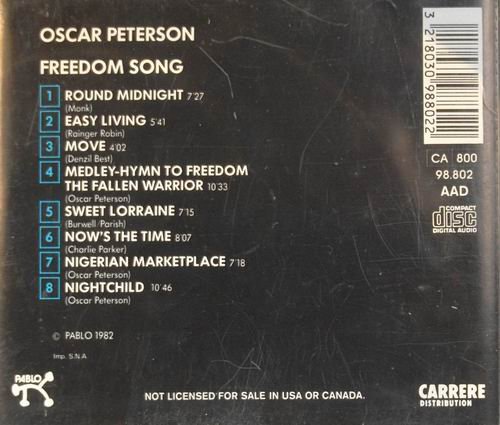 OSCAR PETERSON
FREEDOM SONG
1 ROUND MIDNIGHT 7'27
(Monk)
2 EASY LIVING 5'41
(Rainger Robin)
3 MOVE 4'02
(Denzil Best)
4 MEDLEY-HYMN TO FREEDOM
THE FALLEN WARRIOR 10'33
(Oscar Peterson)
5 SWEET LORRAINE 7'15
(Burwell/Parish)
6 NOW'S THE TIME 8'07
(Charlie Parker)
7 NIGERIAN MARKETPLACE 7'18
(Oscar Peterson)
8 NIGHTCHILD 10'46
(Oscar Peterson)
© PABLO 1982
Imp. S.N.A
PABLO
NOT LICENSED FOR SALE IN USA OR CANADA.
3 218030 988022
CA 800
98.802
AAD
COMPACT
disc
DIGITAL AUDIO
CARRERE
DISTRIBUTION